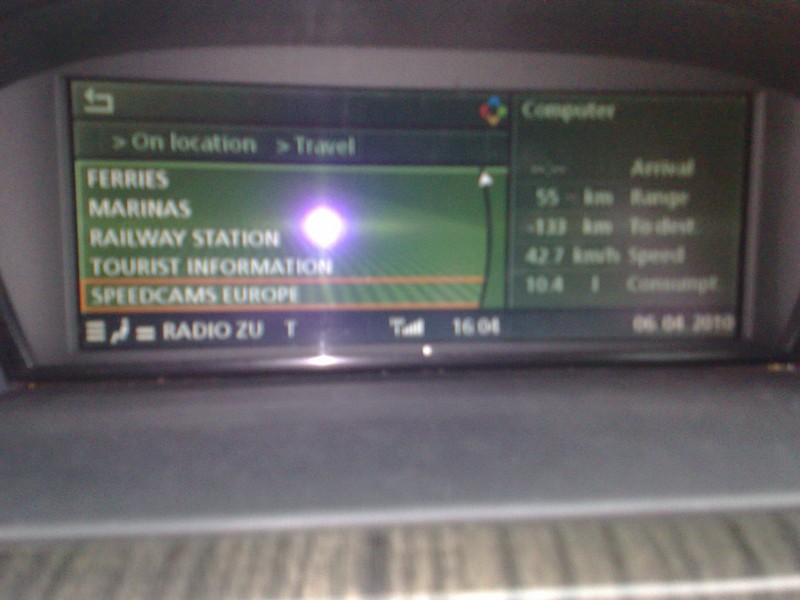 > On location > Travel
FERRIES
MARINAS
RAILWAY STATION
TOURIST INFORMATION
SPEEDCAMS EUROPE
RADIO ZU T 16:04
Computer
--:-- Arrival
55 km Range
-133 km To dest.
42.7 km/h Speed
10.4 l Consumpt.
06.04.2010